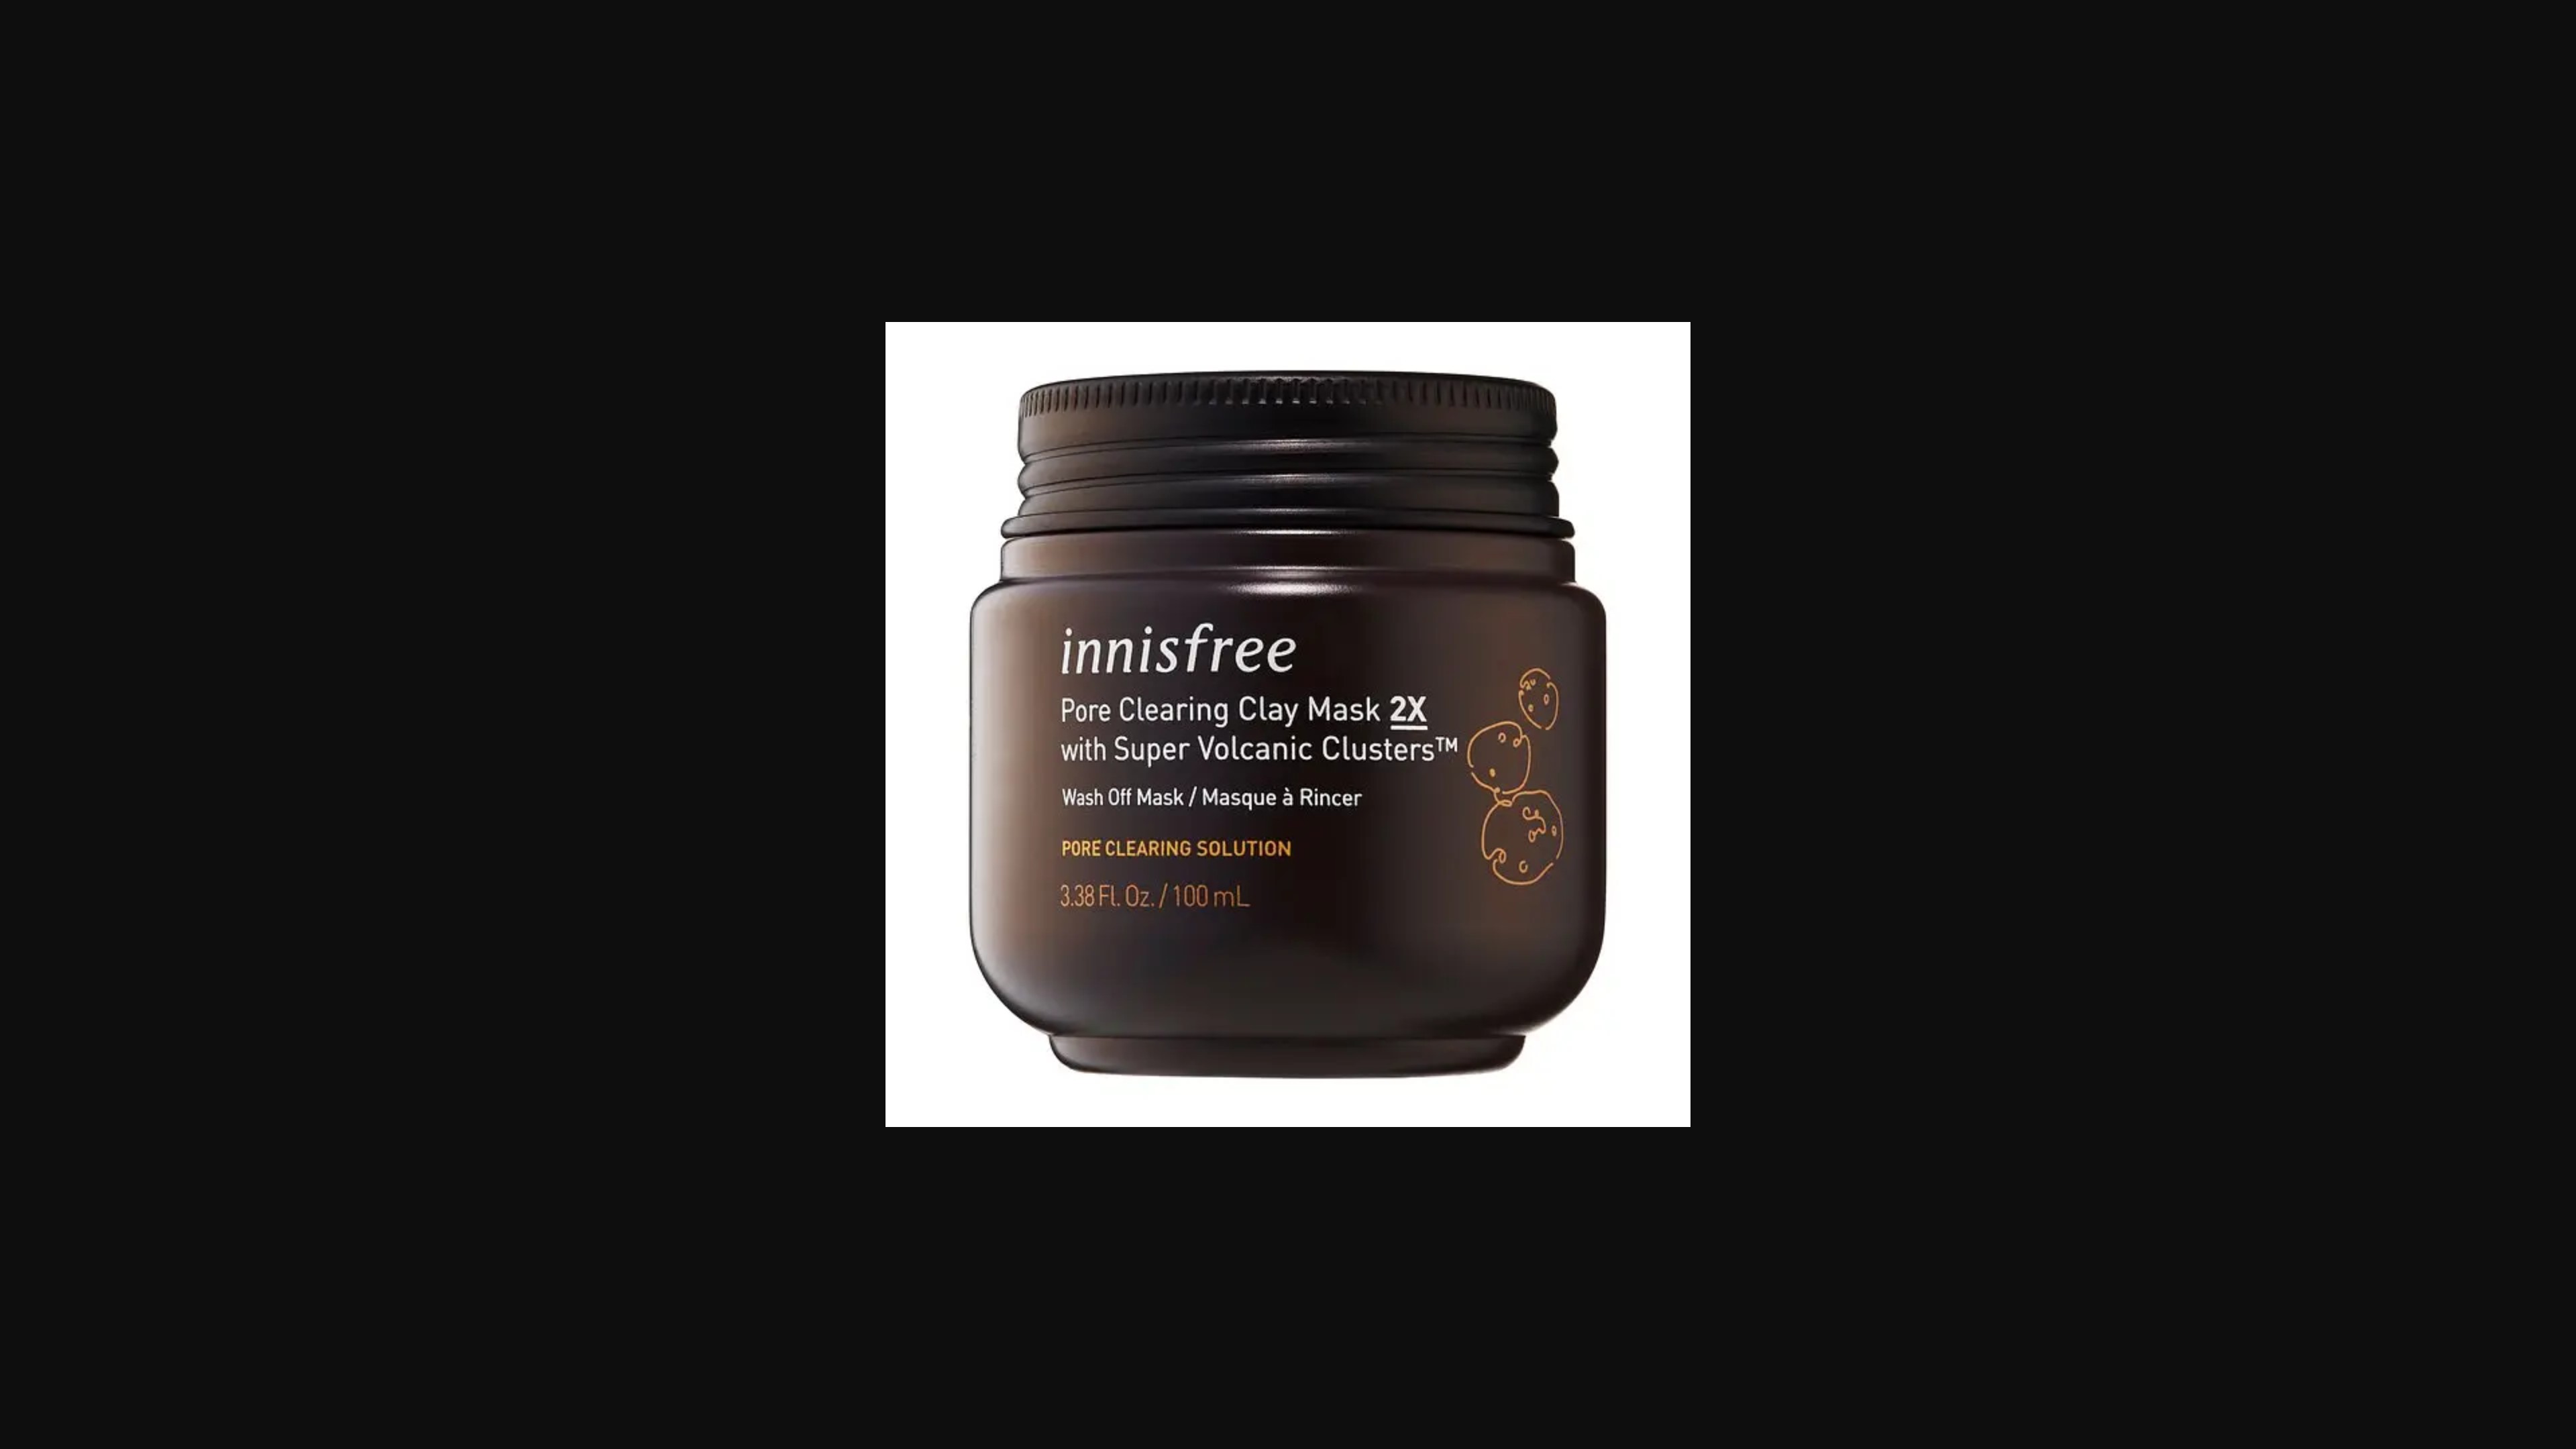 innisfree
Pore Clearing Clay Mask 2X
with Super Volcanic Clusters™
Wash Off Mask / Masque à Rincer
PORE CLEARING SOLUTION
3.38 Fl. Oz. / 100 mL